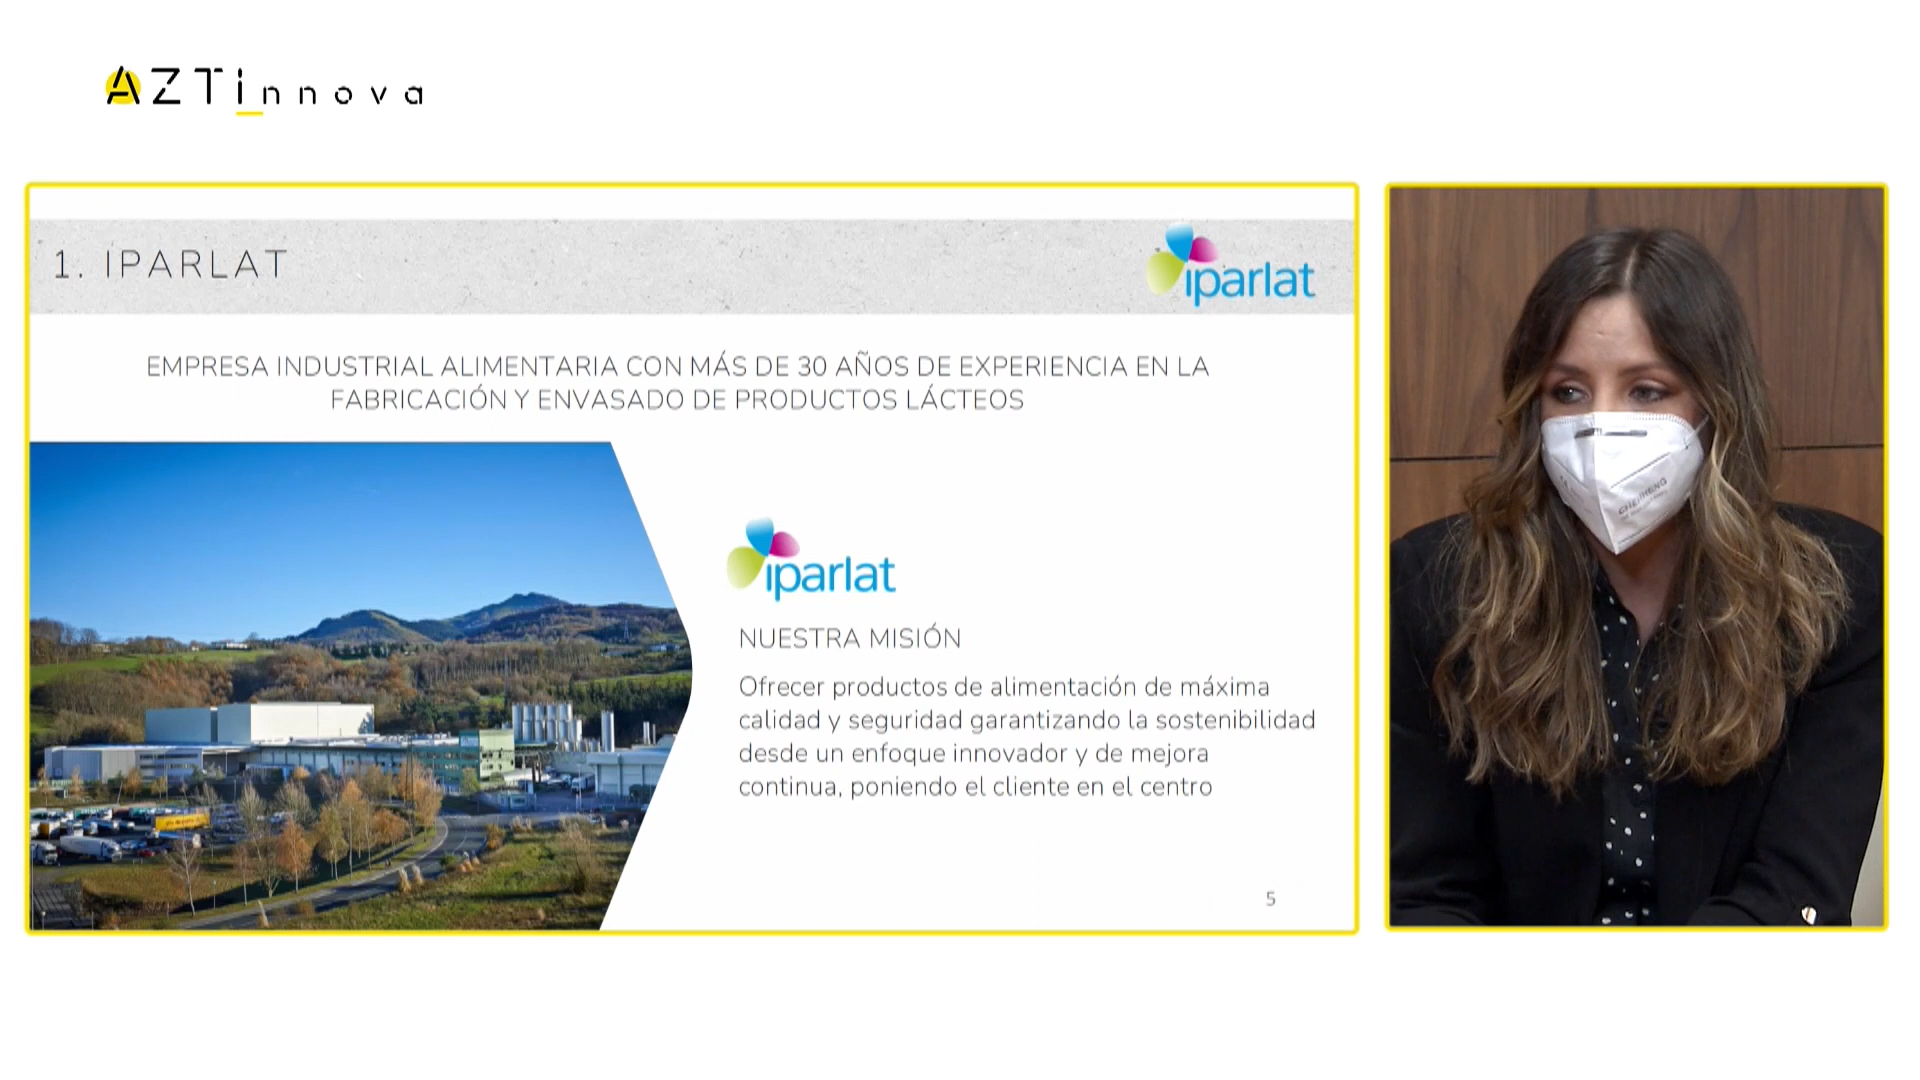 AZTInnova
1. IPARLAT
iparlat
EMPRESA INDUSTRIAL ALIMENTARIA CON MÁS DE 30 AÑOS DE EXPERIENCIA EN LA
FABRICACIÓN Y ENVASADO DE PRODUCTOS LÁCTEOS
iparlat
NUESTRA MISIÓN
Ofrecer productos de alimentación de máxima
calidad y seguridad garantizando la sostenibilidad
desde un enfoque innovador y de mejora
continua, poniendo el cliente en el centro
5